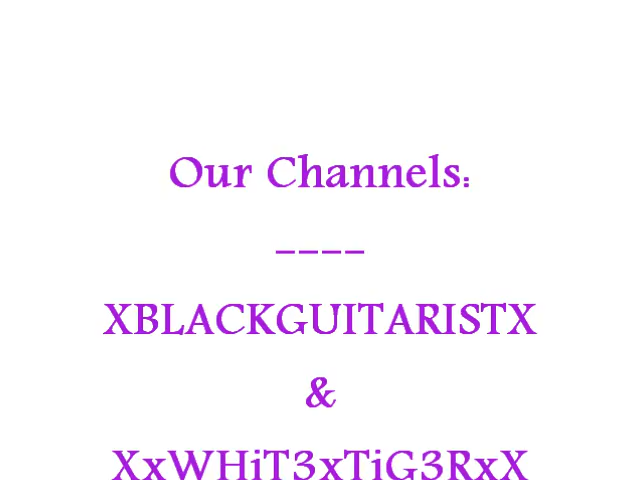 Our Channels:
----
XBLACKGUITARISTX
&
XxWHiT3xTiG3RxX